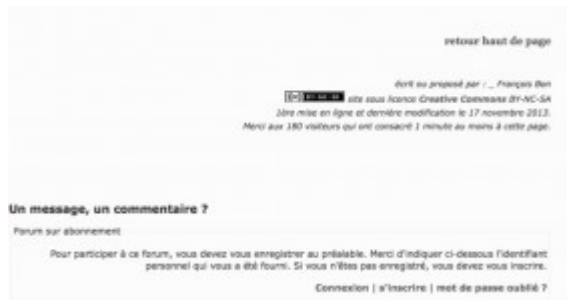 retour haut de page
écrit ou proposé par : _ François Bon
site sous licence Creative Commons BY-NC-SA
1ère mise en ligne et dernière modification le 17 novembre 2013.
Merci aux 180 visiteurs qui ont consacré 1 minute au moins à cette page.
Un message, un commentaire ?
Forum sur abonnement
Pour participer à ce forum, vous devez vous enregistrer au préalable. Merci d'indiquer ci-dessous l'identifiant
personnel qui vous a été fourni. Si vous n'êtes pas enregistré, vous devez vous inscrire.
Connexion | s'inscrire | mot de passe oublié ?